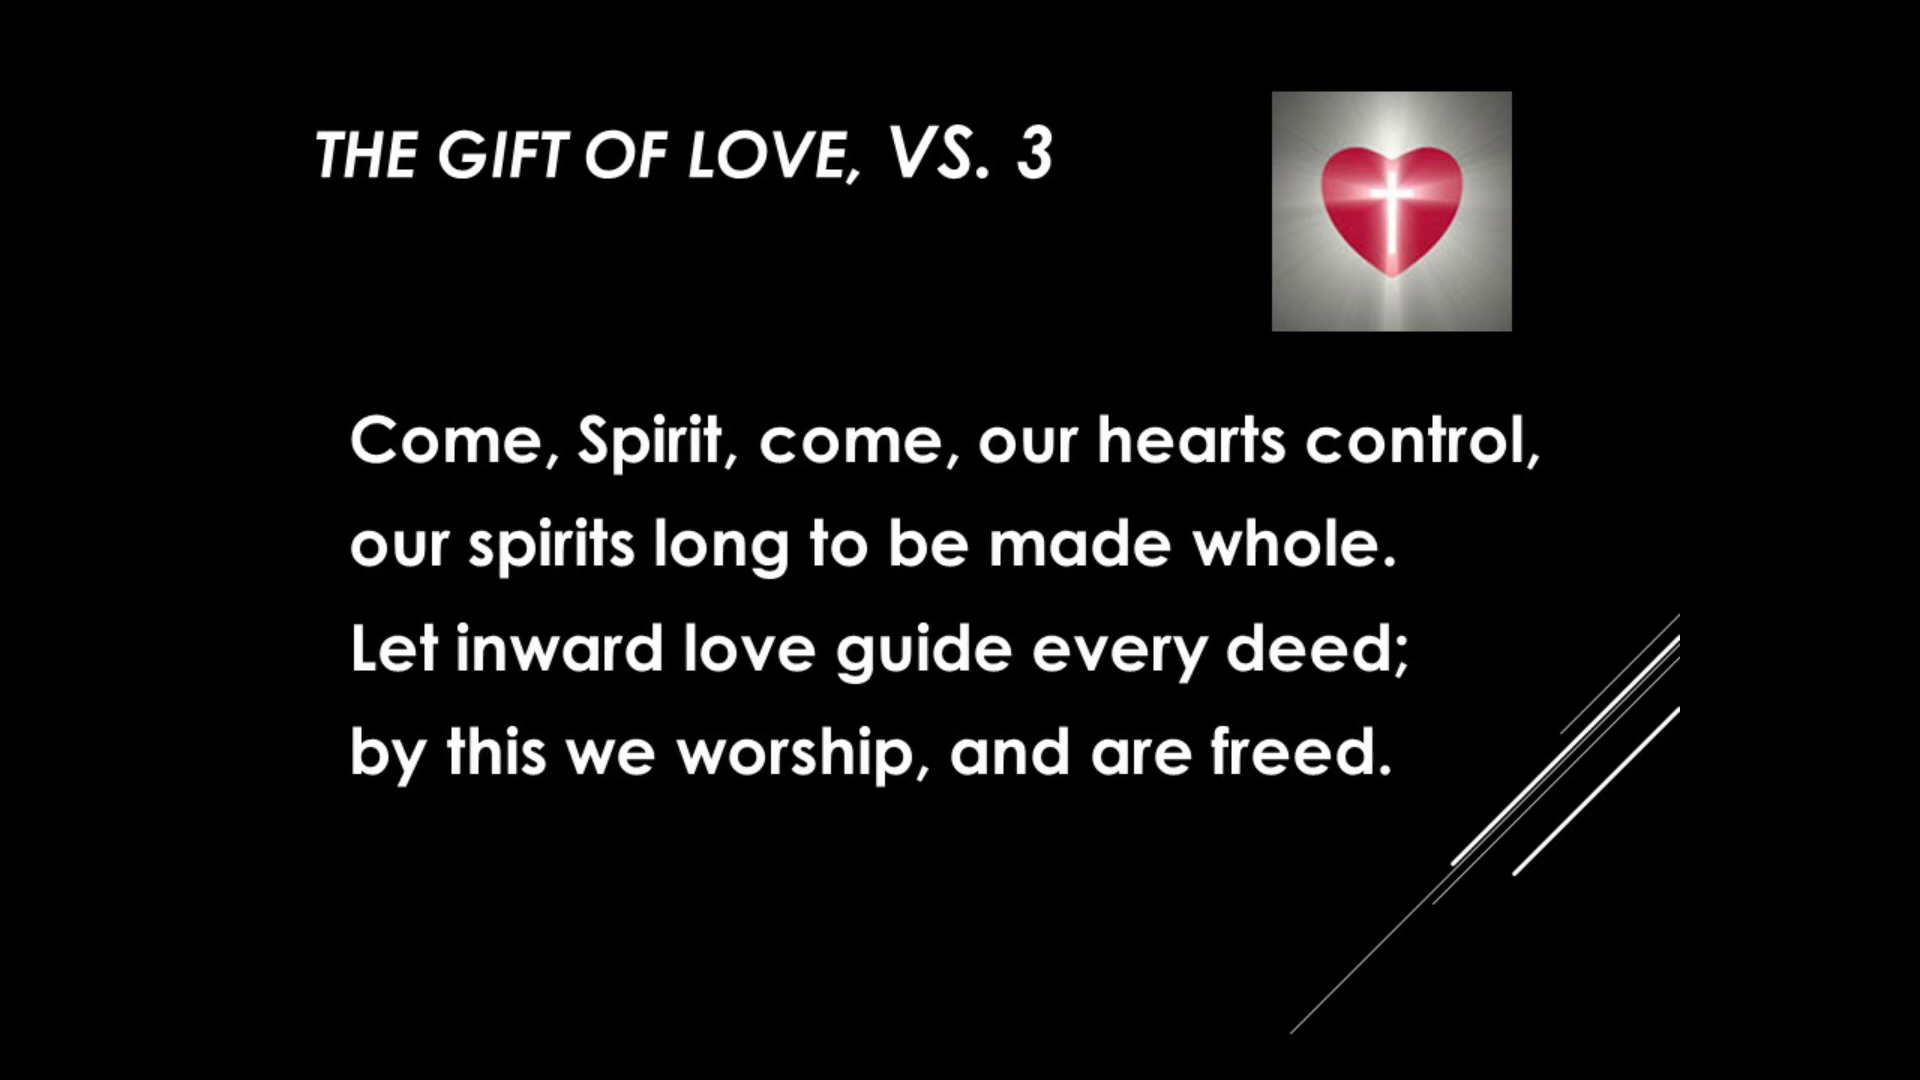 THE GIFT OF LOVE, VS. 3
Come, Spirit, come, our hearts control,
our spirits long to be made whole.
Let inward love guide every deed;
by this we worship, and are freed.